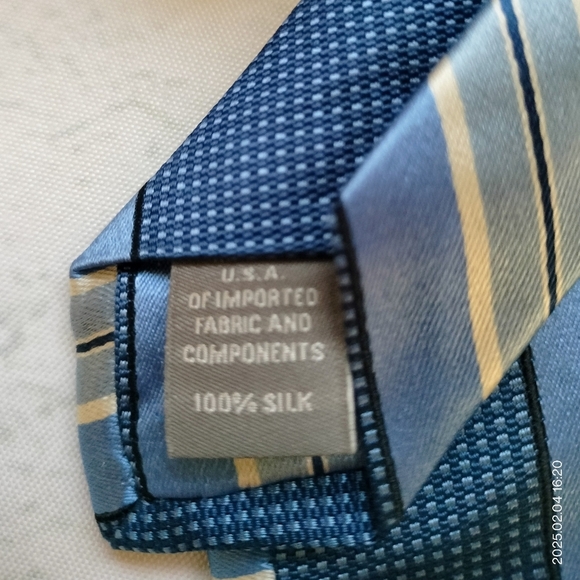 U.S.A.
OF IMPORTED
FABRIC AND
COMPONENTS
100% SILK
2025.02.04 16:20